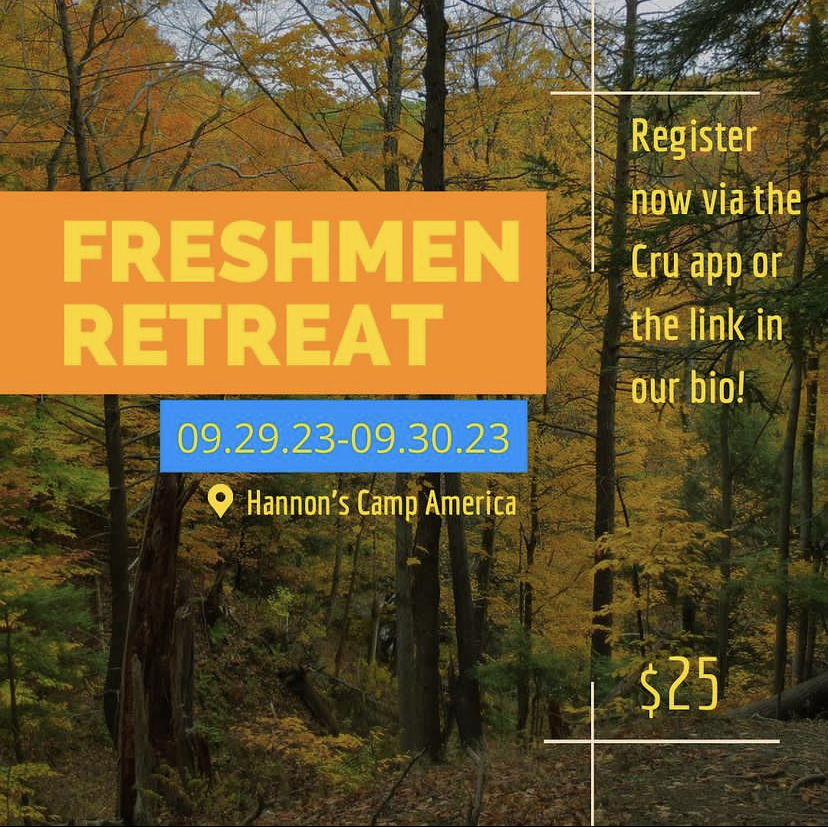 FRESHMEN
RETREAT
09.29.23-09.30.23
Hannon's Camp America
Register
now via the
Cru app or
the link in
our bio!
$25